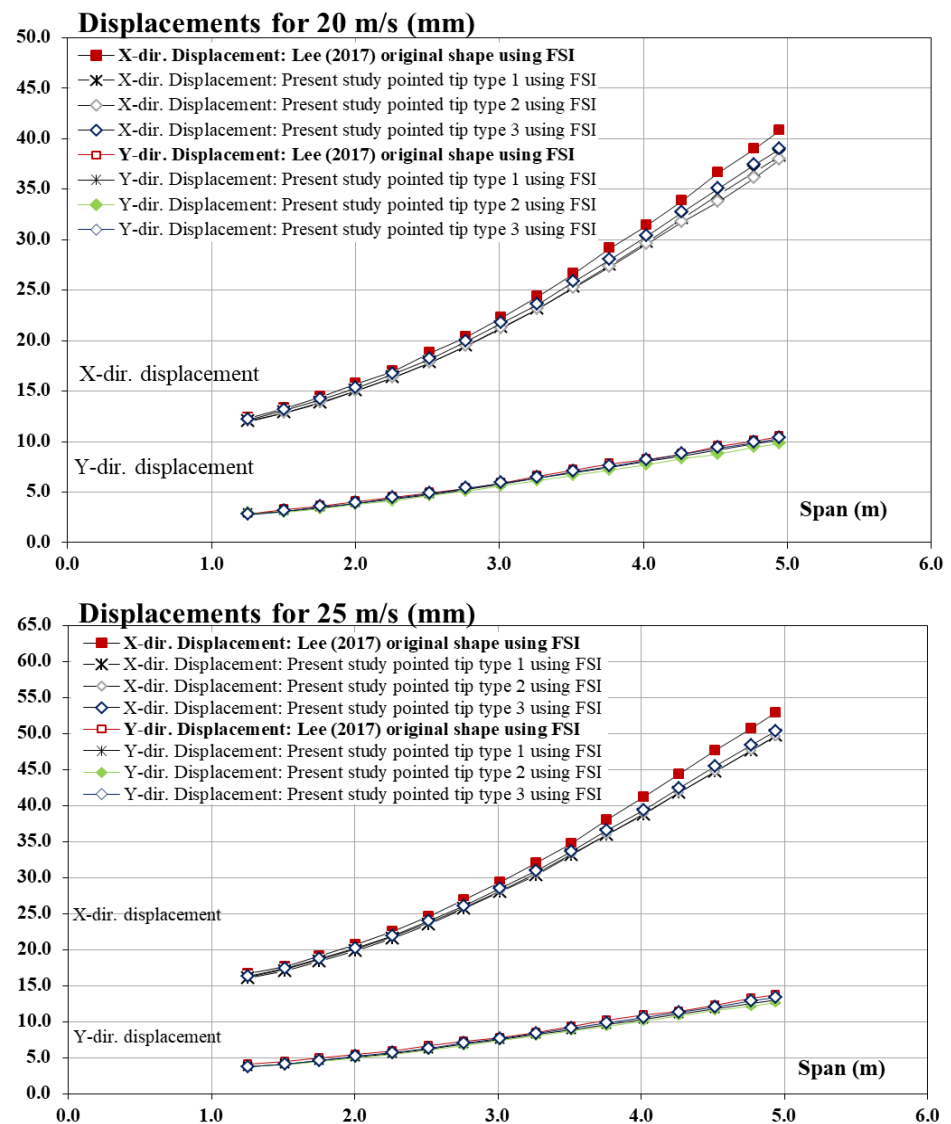 Displacements for 20 m/s (mm)
50.0
X-dir. Displacement: Lee (2017) original shape using FSI
X-dir. Displacement: Present study pointed tip type 1 using FSI
45.0
X-dir. Displacement: Present study pointed tip type 2 using FSI
X-dir. Displacement: Present study pointed tip type 3 using FSI
40.0
Y-dir. Displacement: Lee (2017) original shape using FSI
Y-dir. Displacement: Present study pointed tip type 1 using FSI
35.0
Y-dir. Displacement: Present study pointed tip type 2 using FSI
Y-dir. Displacement: Present study pointed tip type 3 using FSI
30.0
25.0
20.0
X-dir. displacement
15.0
10.0
Y-dir. displacement
5.0
Span (m)
0.0
0.0 1.0 2.0 3.0 4.0 5.0 6.0
Displacements for 25 m/s (mm)
65.0
X-dir. Displacement: Lee (2017) original shape using FSI
X-dir. Displacement: Present study pointed tip type 1 using FSI
60.0
X-dir. Displacement: Present study pointed tip type 2 using FSI
X-dir. Displacement: Present study pointed tip type 3 using FSI
55.0
Y-dir. Displacement: Lee (2017) original shape using FSI
50.0
Y-dir. Displacement: Present study pointed tip type 1 using FSI
Y-dir. Displacement: Present study pointed tip type 2 using FSI
45.0
Y-dir. Displacement: Present study pointed tip type 3 using FSI
40.0
35.0
30.0
25.0
X-dir. displacement
20.0
15.0
10.0
Y-dir. displacement
5.0
Span (m)
0.0
0.0 1.0 2.0 3.0 4.0 5.0 6.0